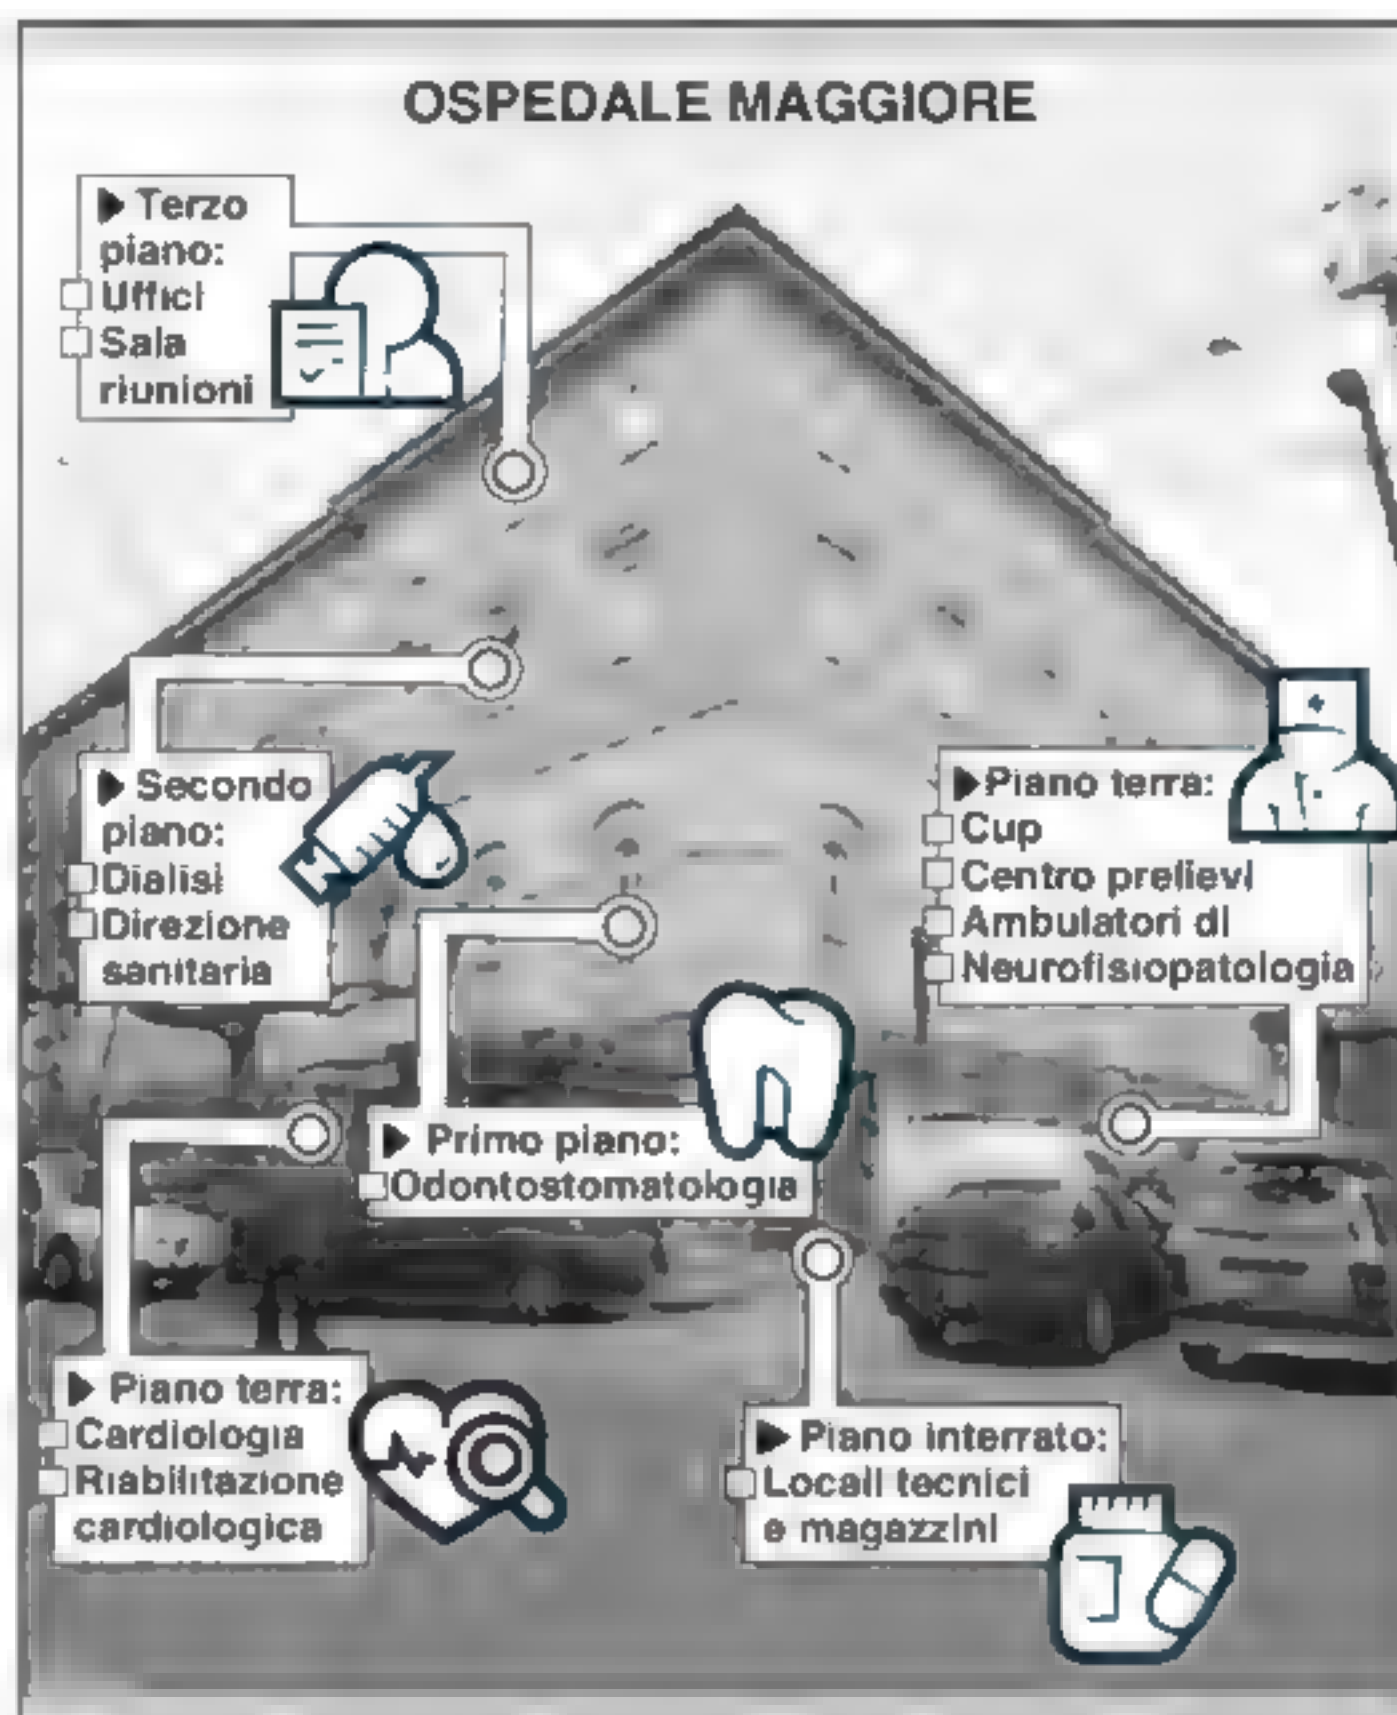 OSPEDALE MAGGIORE
Terzo
piano:
Uffici
Sala
riunioni
Secondo
piano:
Dialisi
Direzione
sanitaria
Piano terra:
Cup
Centro prelievi
Ambulatori di
Neurofisiopatologia
Primo piano:
Odontostomatologia
Piano terra:
Cardiologia
Riabilitazione
cardiologica
Piano interrato:
Locali tecnici
e magazzini